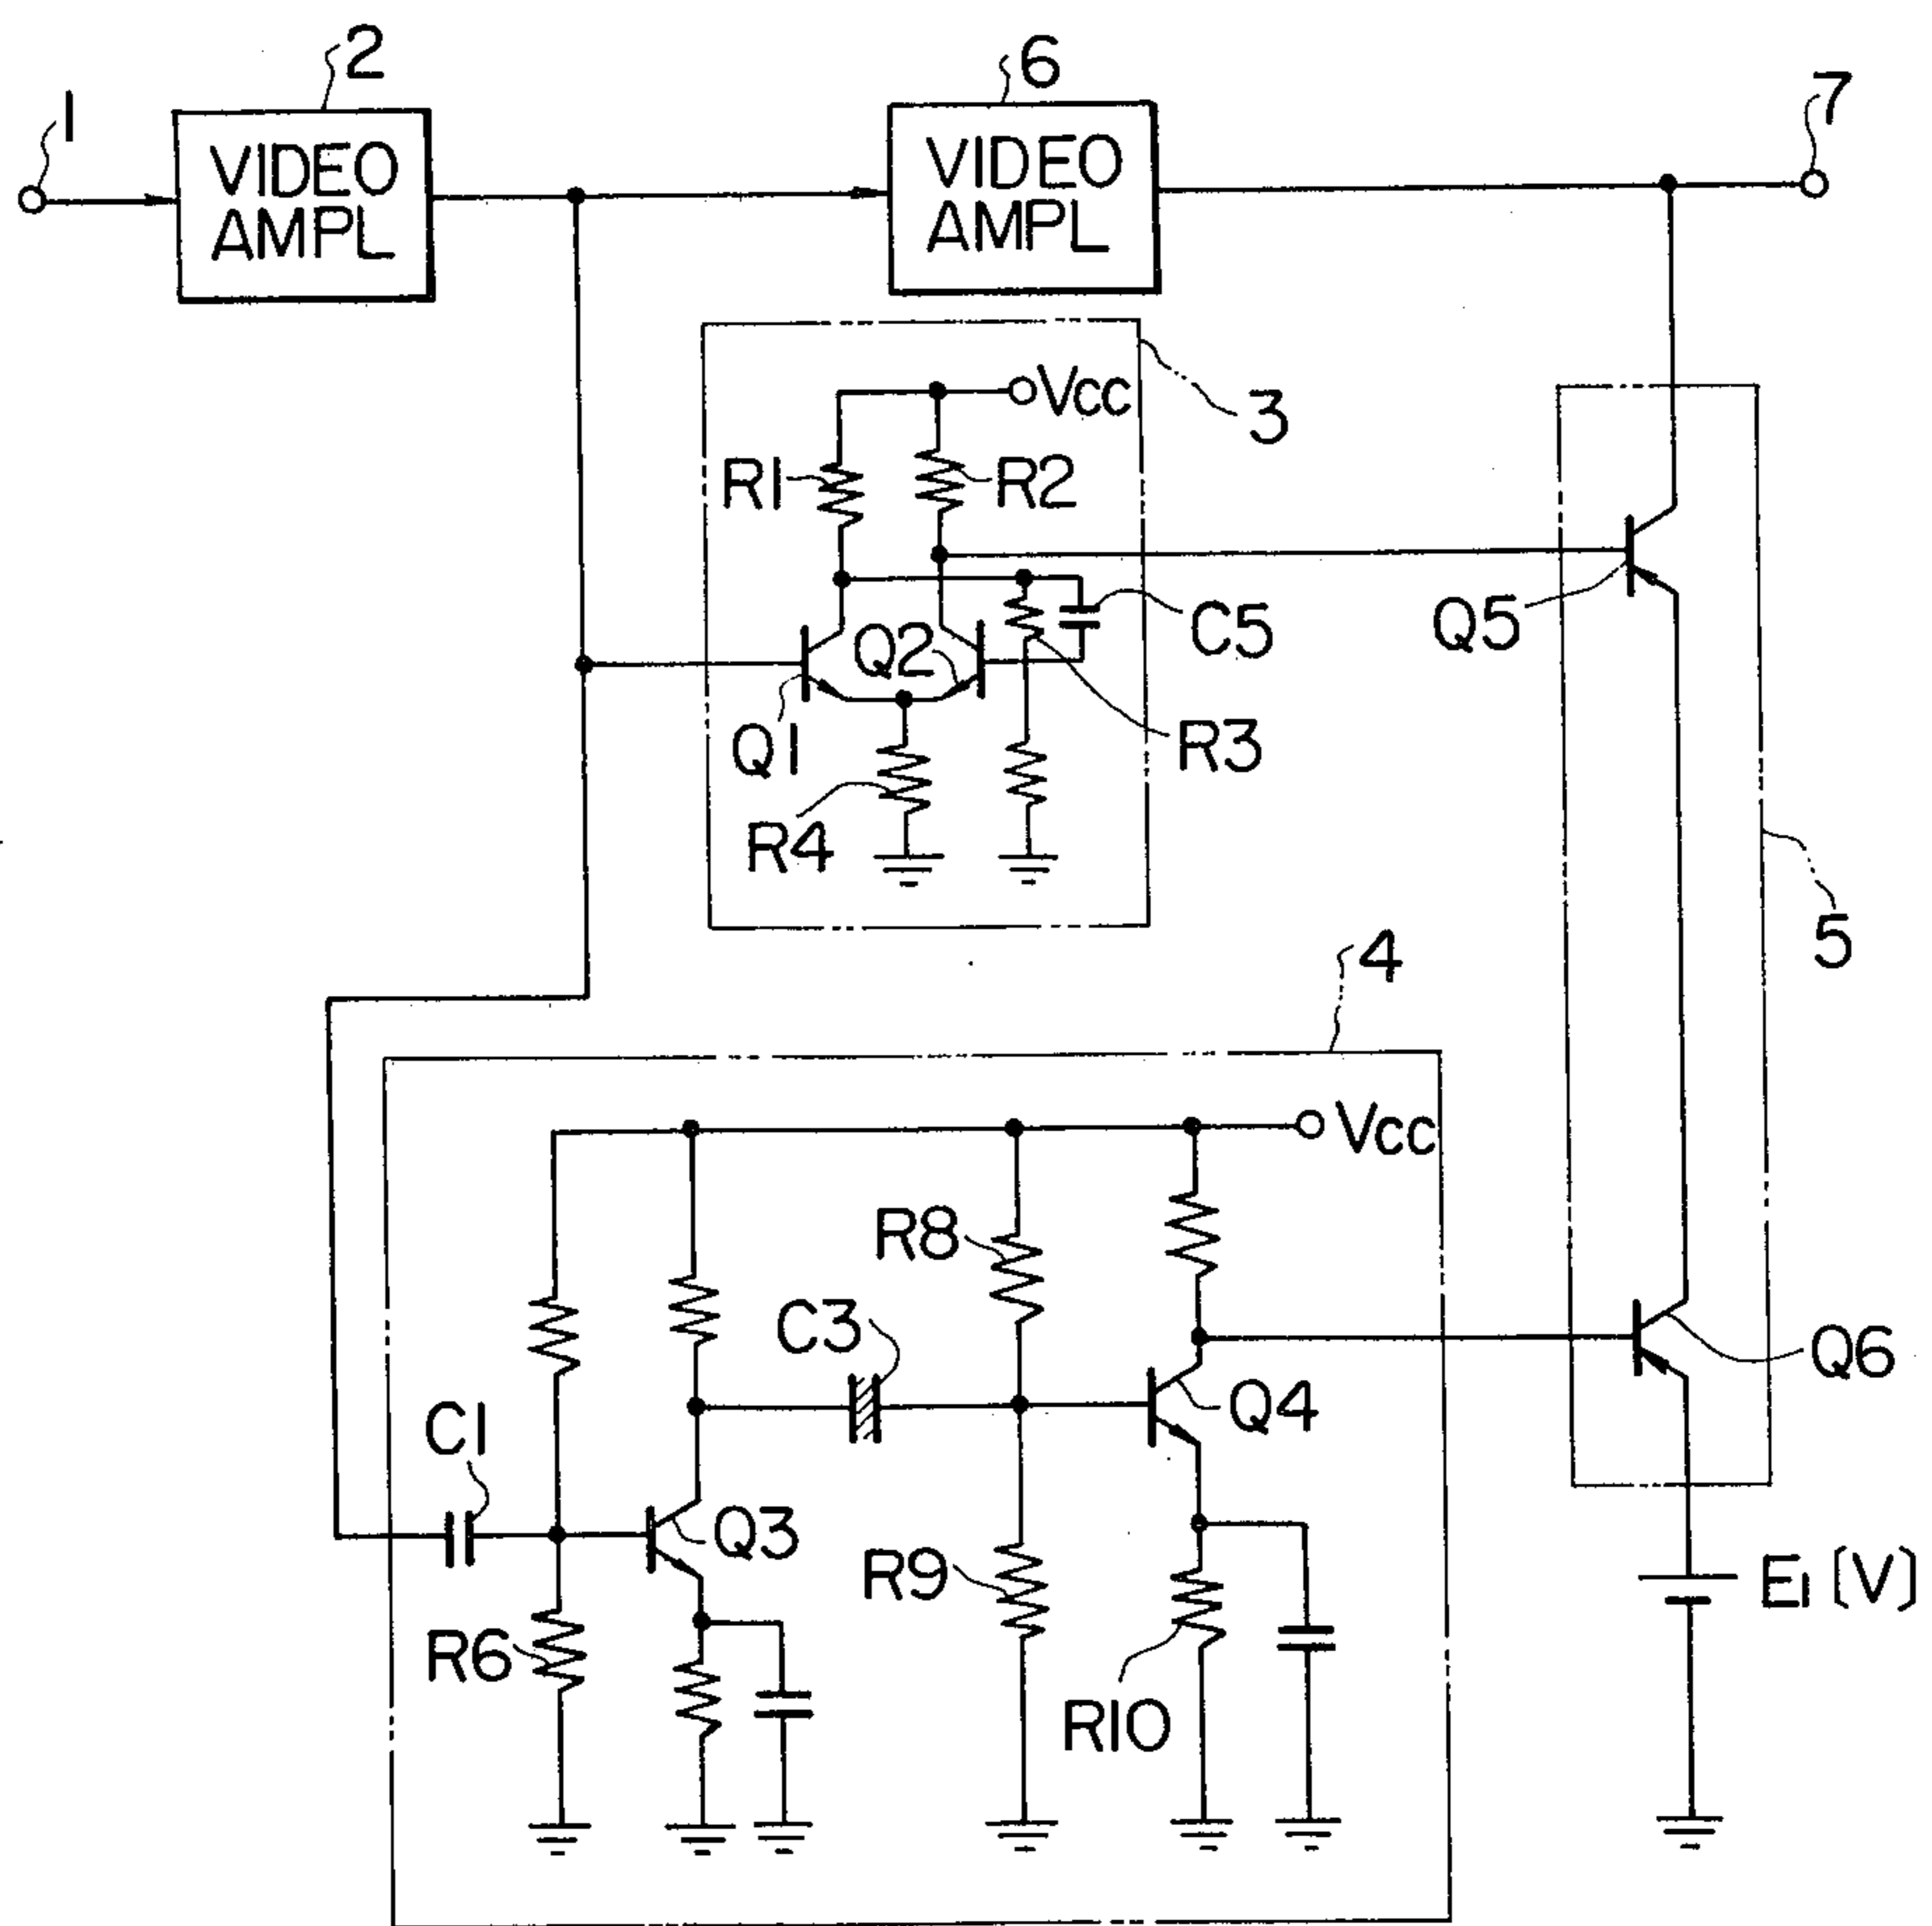 1
2
VIDEO
AMPL
6
VIDEO
AMPL
7
3
Vcc
R1
R2
C5
Q5
Q2
Q1
R3
R4
5
4
Vcc
R8
C3
Q6
Q4
C1
Q3
R9
E1 (V)
R6
R10